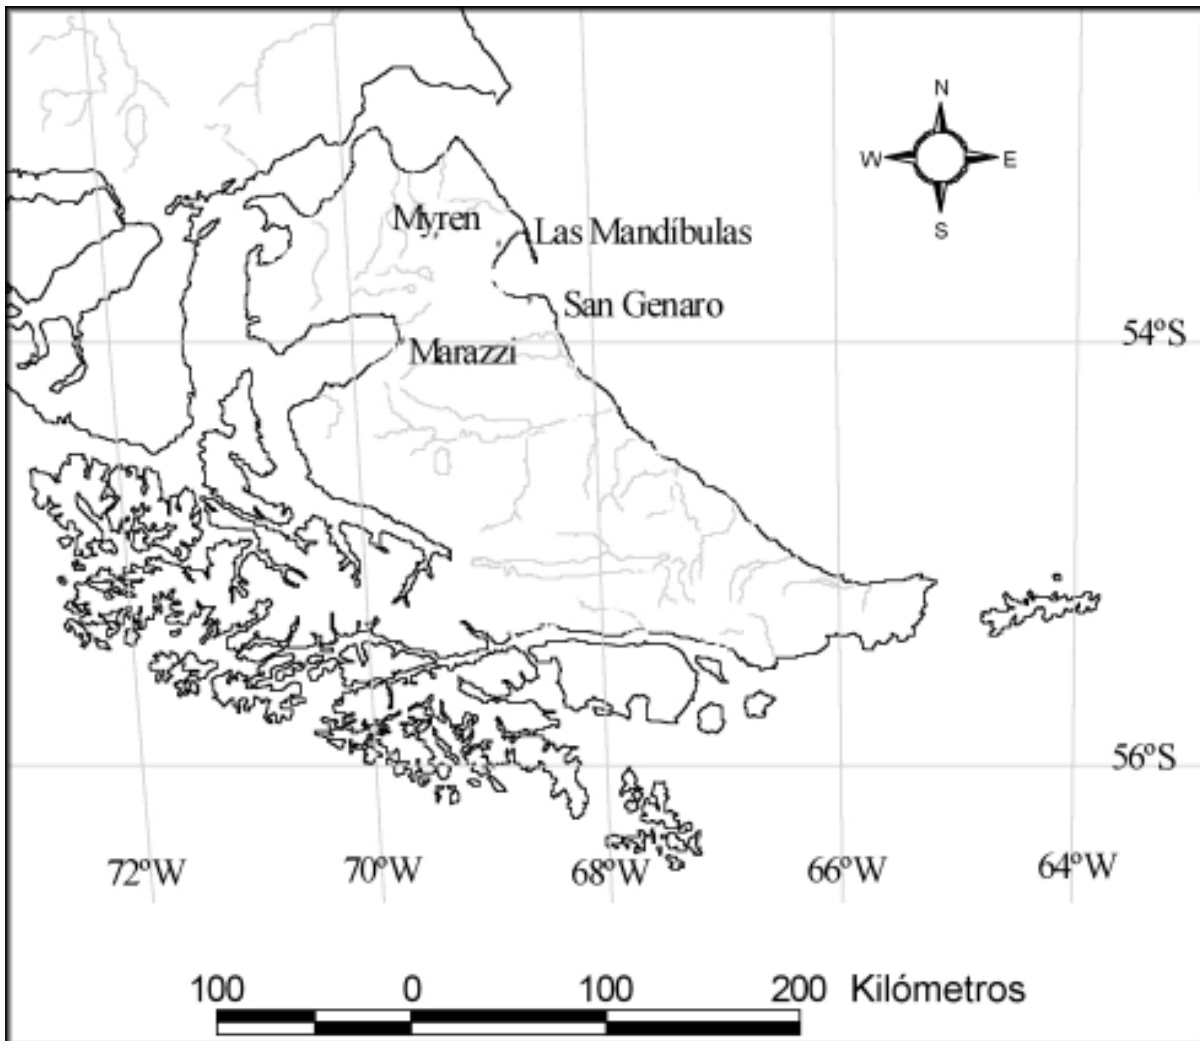 N
W E
S
Myren
Las Mandíbulas
San Genaro
54ºS
Marazzi
56ºS
72ºW 70ºW 68ºW 66ºW 64ºW
100 0 100 200 Kilómetros